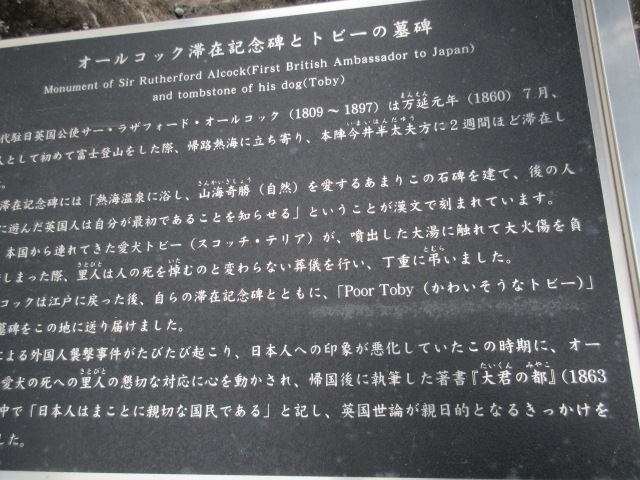 オールコック滞在記念碑とトビーの墓碑
Monument of Sir Rutherford Alcock(First British Ambassador to Japan)
and tombstone of his dog(Toby)
代駐日英国公使サー・ラザフォード・オールコック（1809～1897）は万延元年（1860）７月、
人として初めて富士登山をした際、帰路熱海に立ち寄り、本陣今井半太夫方に２週間ほど滞在し
。
滞在記念碑には「熱海温泉に浴し、山海奇勝（自然）を愛するあまりこの石碑を建て、後の人
に遊んだ英国人は自分が最初であることを知らせる」ということが漢文で刻まれています。
本国から連れてきた愛犬トビー（スコッチ・テリア）が、噴出した大湯に触れて大火傷を負
しまった際、里人は人の死を悼むのと変わらない葬儀を行い、丁重に弔いました。
コックは江戸に戻った後、自らの滞在記念碑とともに、「Poor Toby（かわいそうなトビー）」
墓碑をこの地に送り届けました。
による外国人襲撃事件がたびたび起こり、日本人への印象が悪化していたこの時期に、オー
愛犬の死への里人の懇切な対応に心を動かされ、帰国後に執筆した著書『大君の都』（1863
中で「日本人はまことに親切な国民である」と記し、英国世論が親日的となるきっかけを
した。